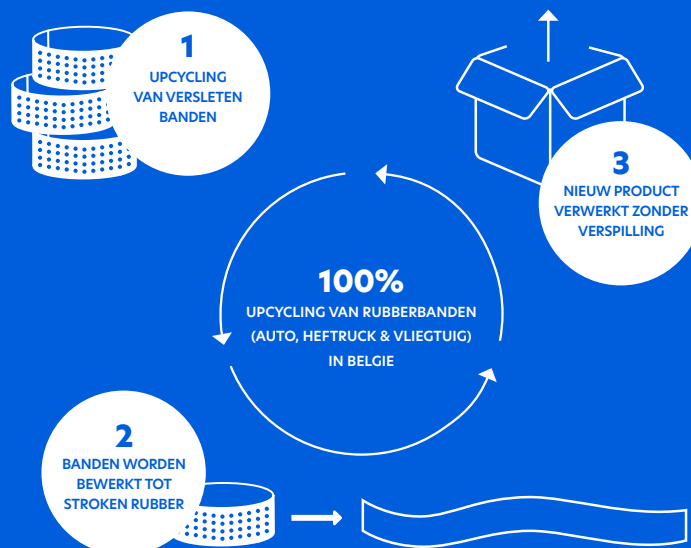 1
UPCYCLING
VAN VERSLETEN
BANDEN
3
NIEUW PRODUCT
VERWERKT ZONDER
VERSPILLING
100%
UPCYCLING VAN RUBBERBANDEN
(AUTO, HEFTRUCK & VLIEGTUIG)
IN BELGIE
2
BANDEN WORDEN
BEWERKT TOT
STROKEN RUBBER